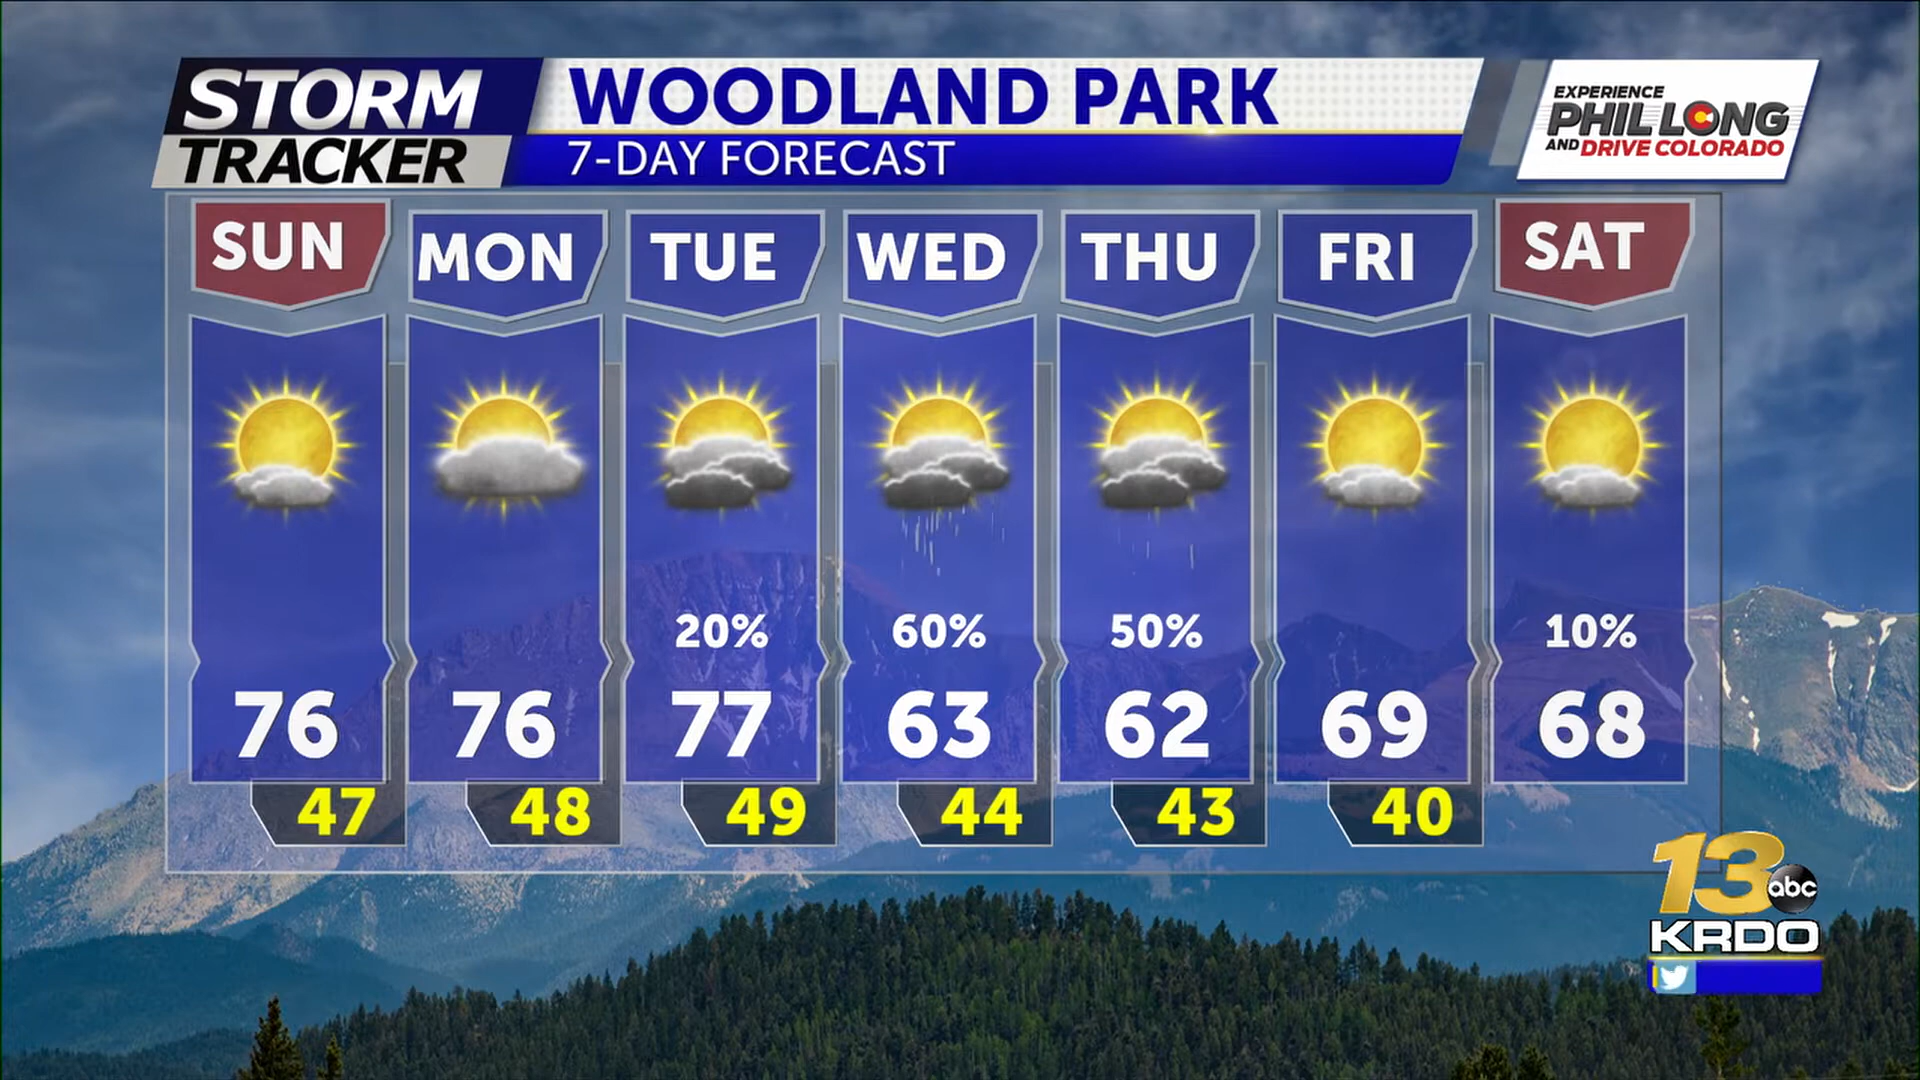 STORM
TRACKER
WOODLAND PARK
7-DAY FORECAST
EXPERIENCE
PHIL LONG
AND DRIVE COLORADO
SUN MON TUE WED THU FRI SAT
20% 60% 50% 10%
76 76 77 63 62 69 68
47 48 49 44 43 40
13
abc
KRDO